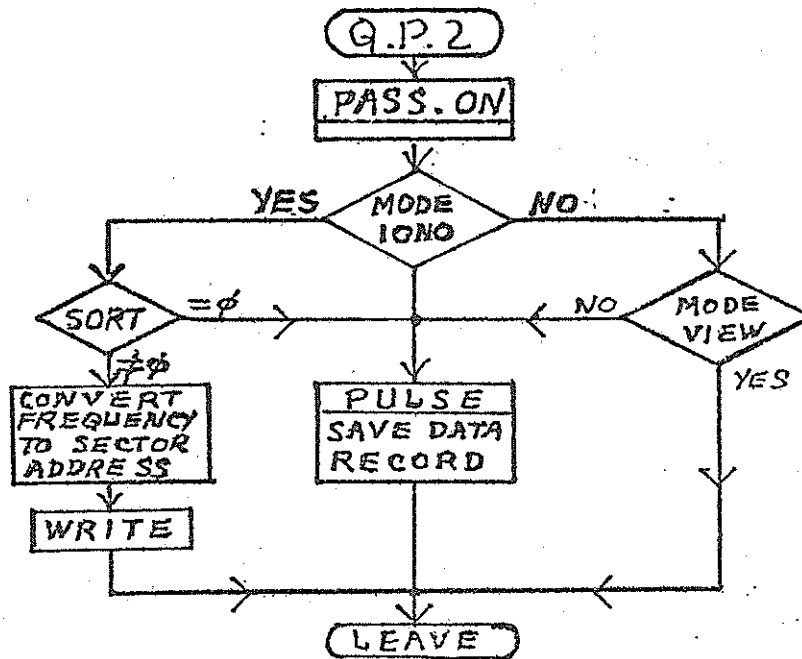 Q.P.2
PASS.ON
YES
MODE
IONO
NO
SORT
=φ
NO
MODE
VIEW
≠φ
YES
CONVERT
FREQUENCY
TO SECTOR
ADDRESS
PULSE
SAVE DATA
RECORD
WRITE
LEAVE